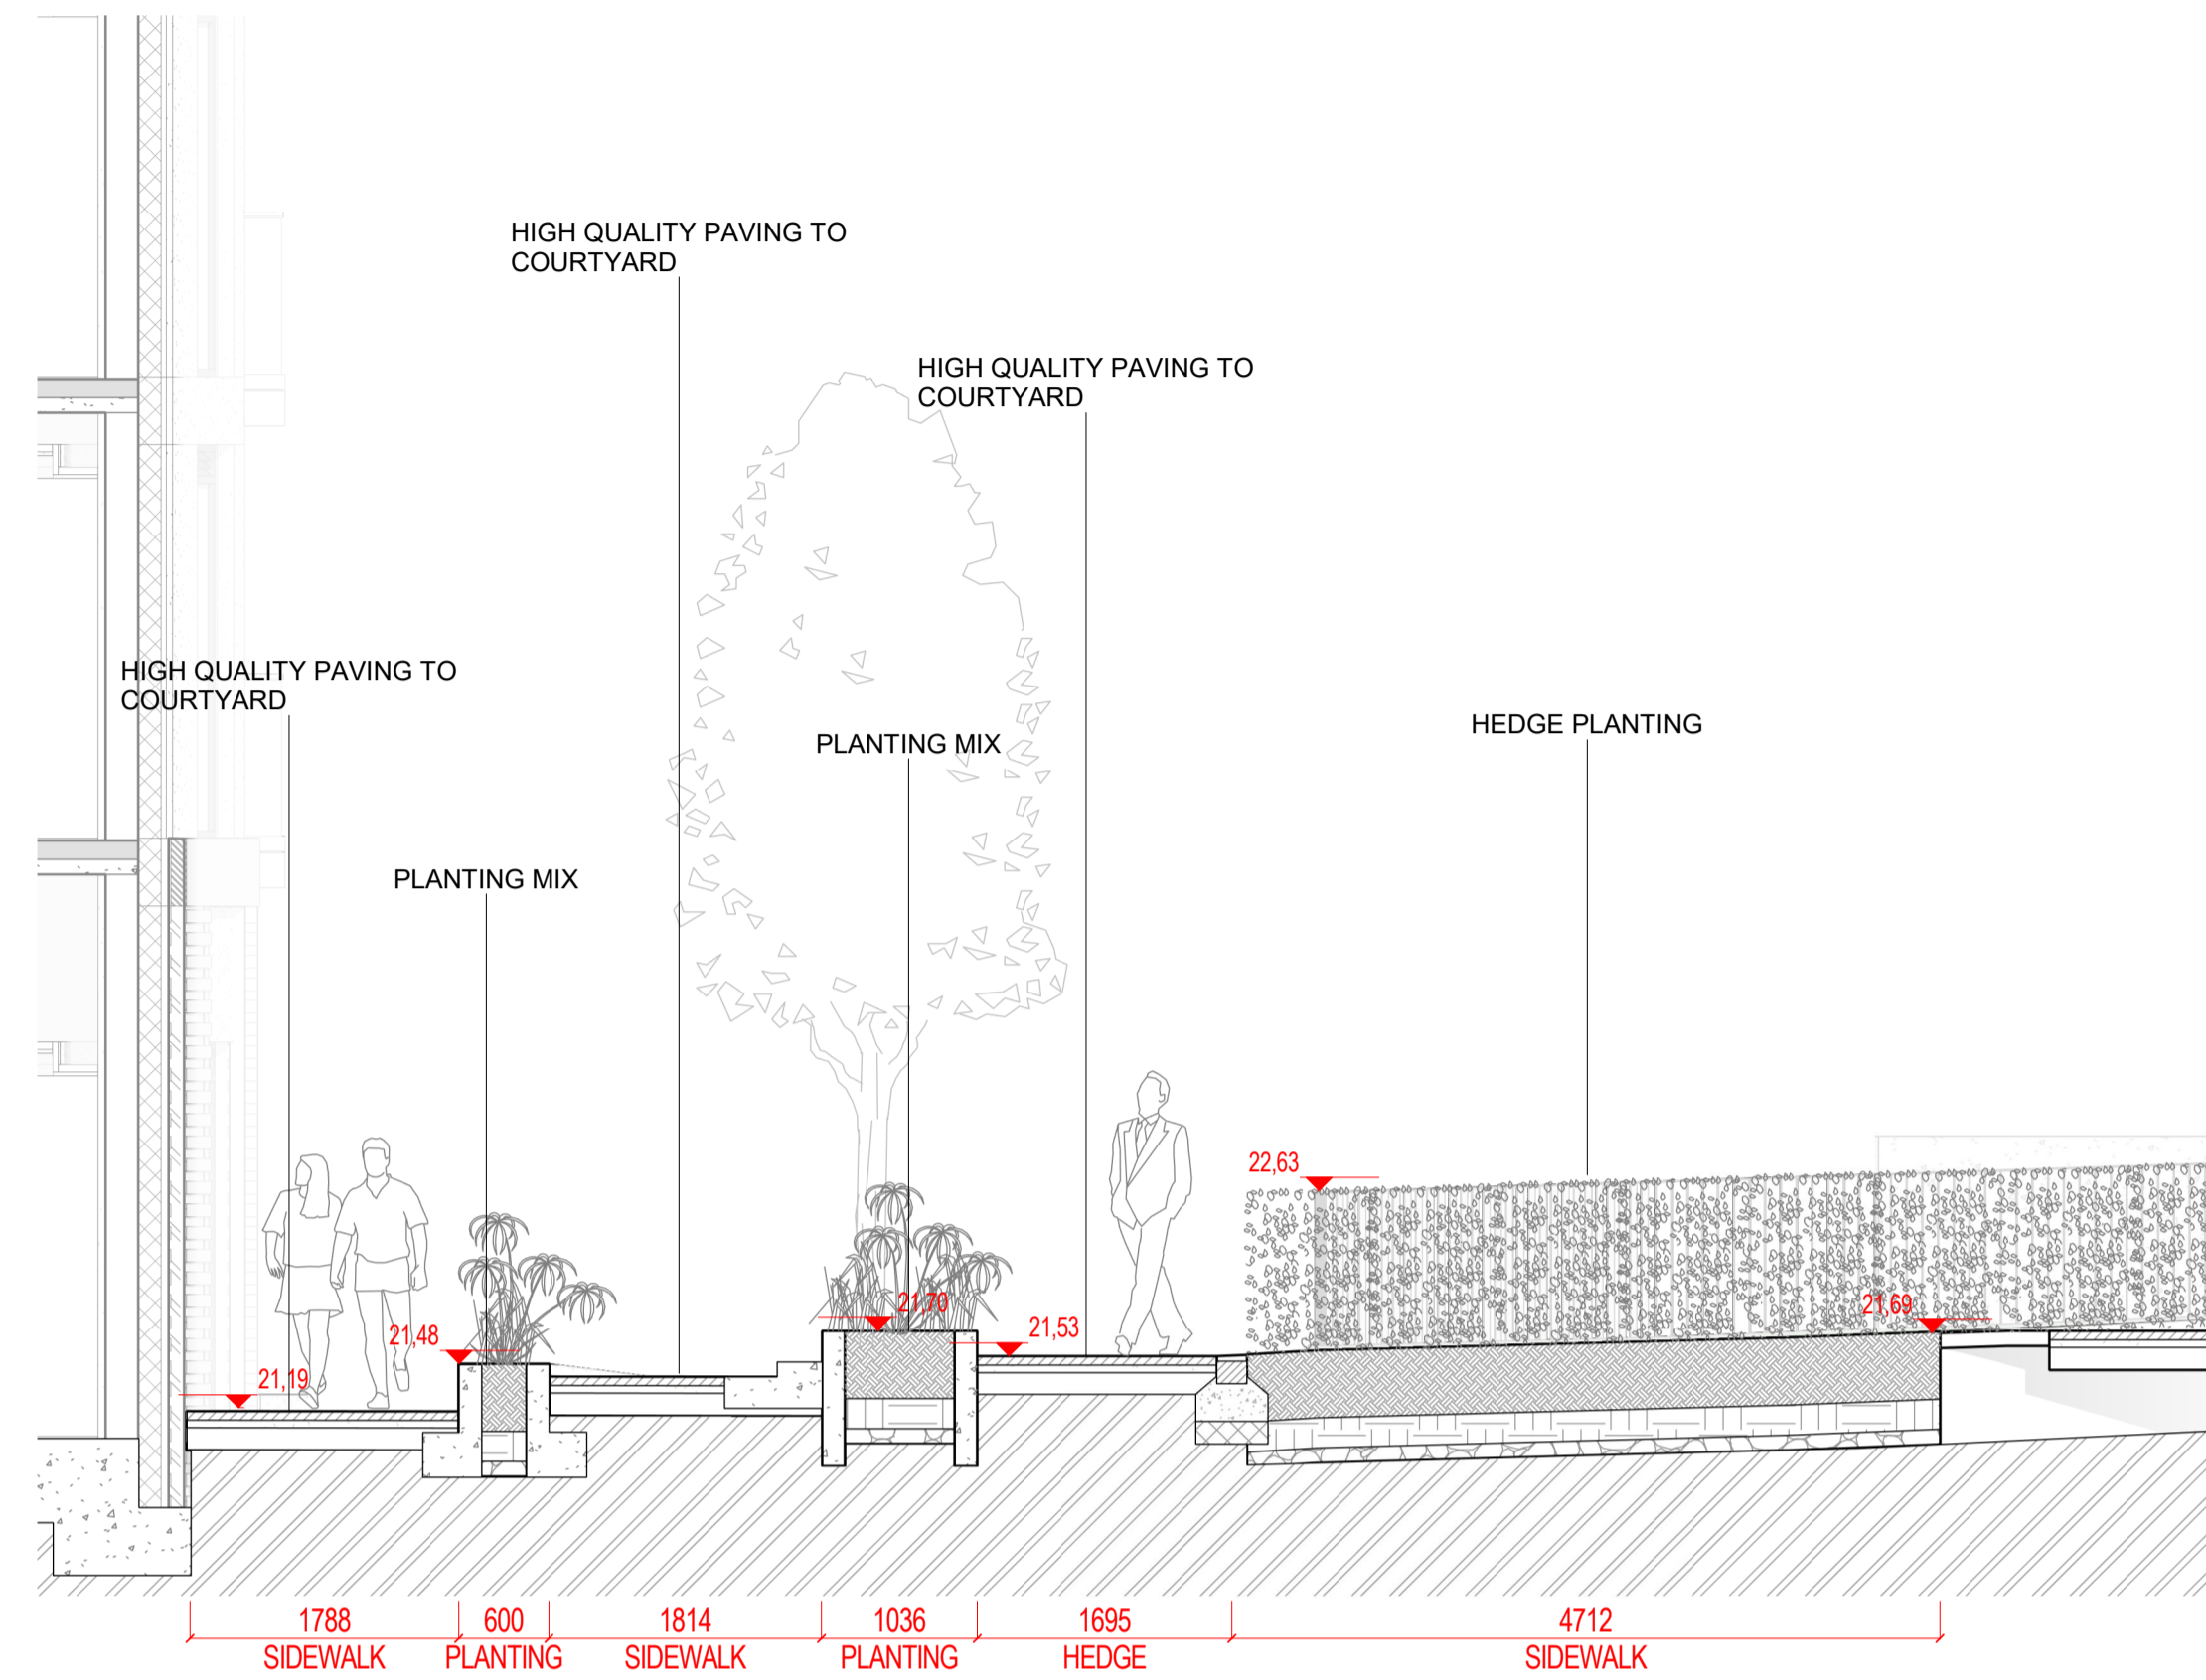 HIGH QUALITY PAVING TO
COURTYARD
HIGH QUALITY PAVING TO
COURTYARD
HIGH QUALITY PAVING TO
COURTYARD
HEDGE PLANTING
PLANTING MIX
PLANTING MIX
22,63
21,70
21,69
21,53
21,48
21,19
1788
600
1814
1036
1695
4712
SIDEWALK
PLANTING
SIDEWALK
PLANTING
HEDGE
SIDEWALK